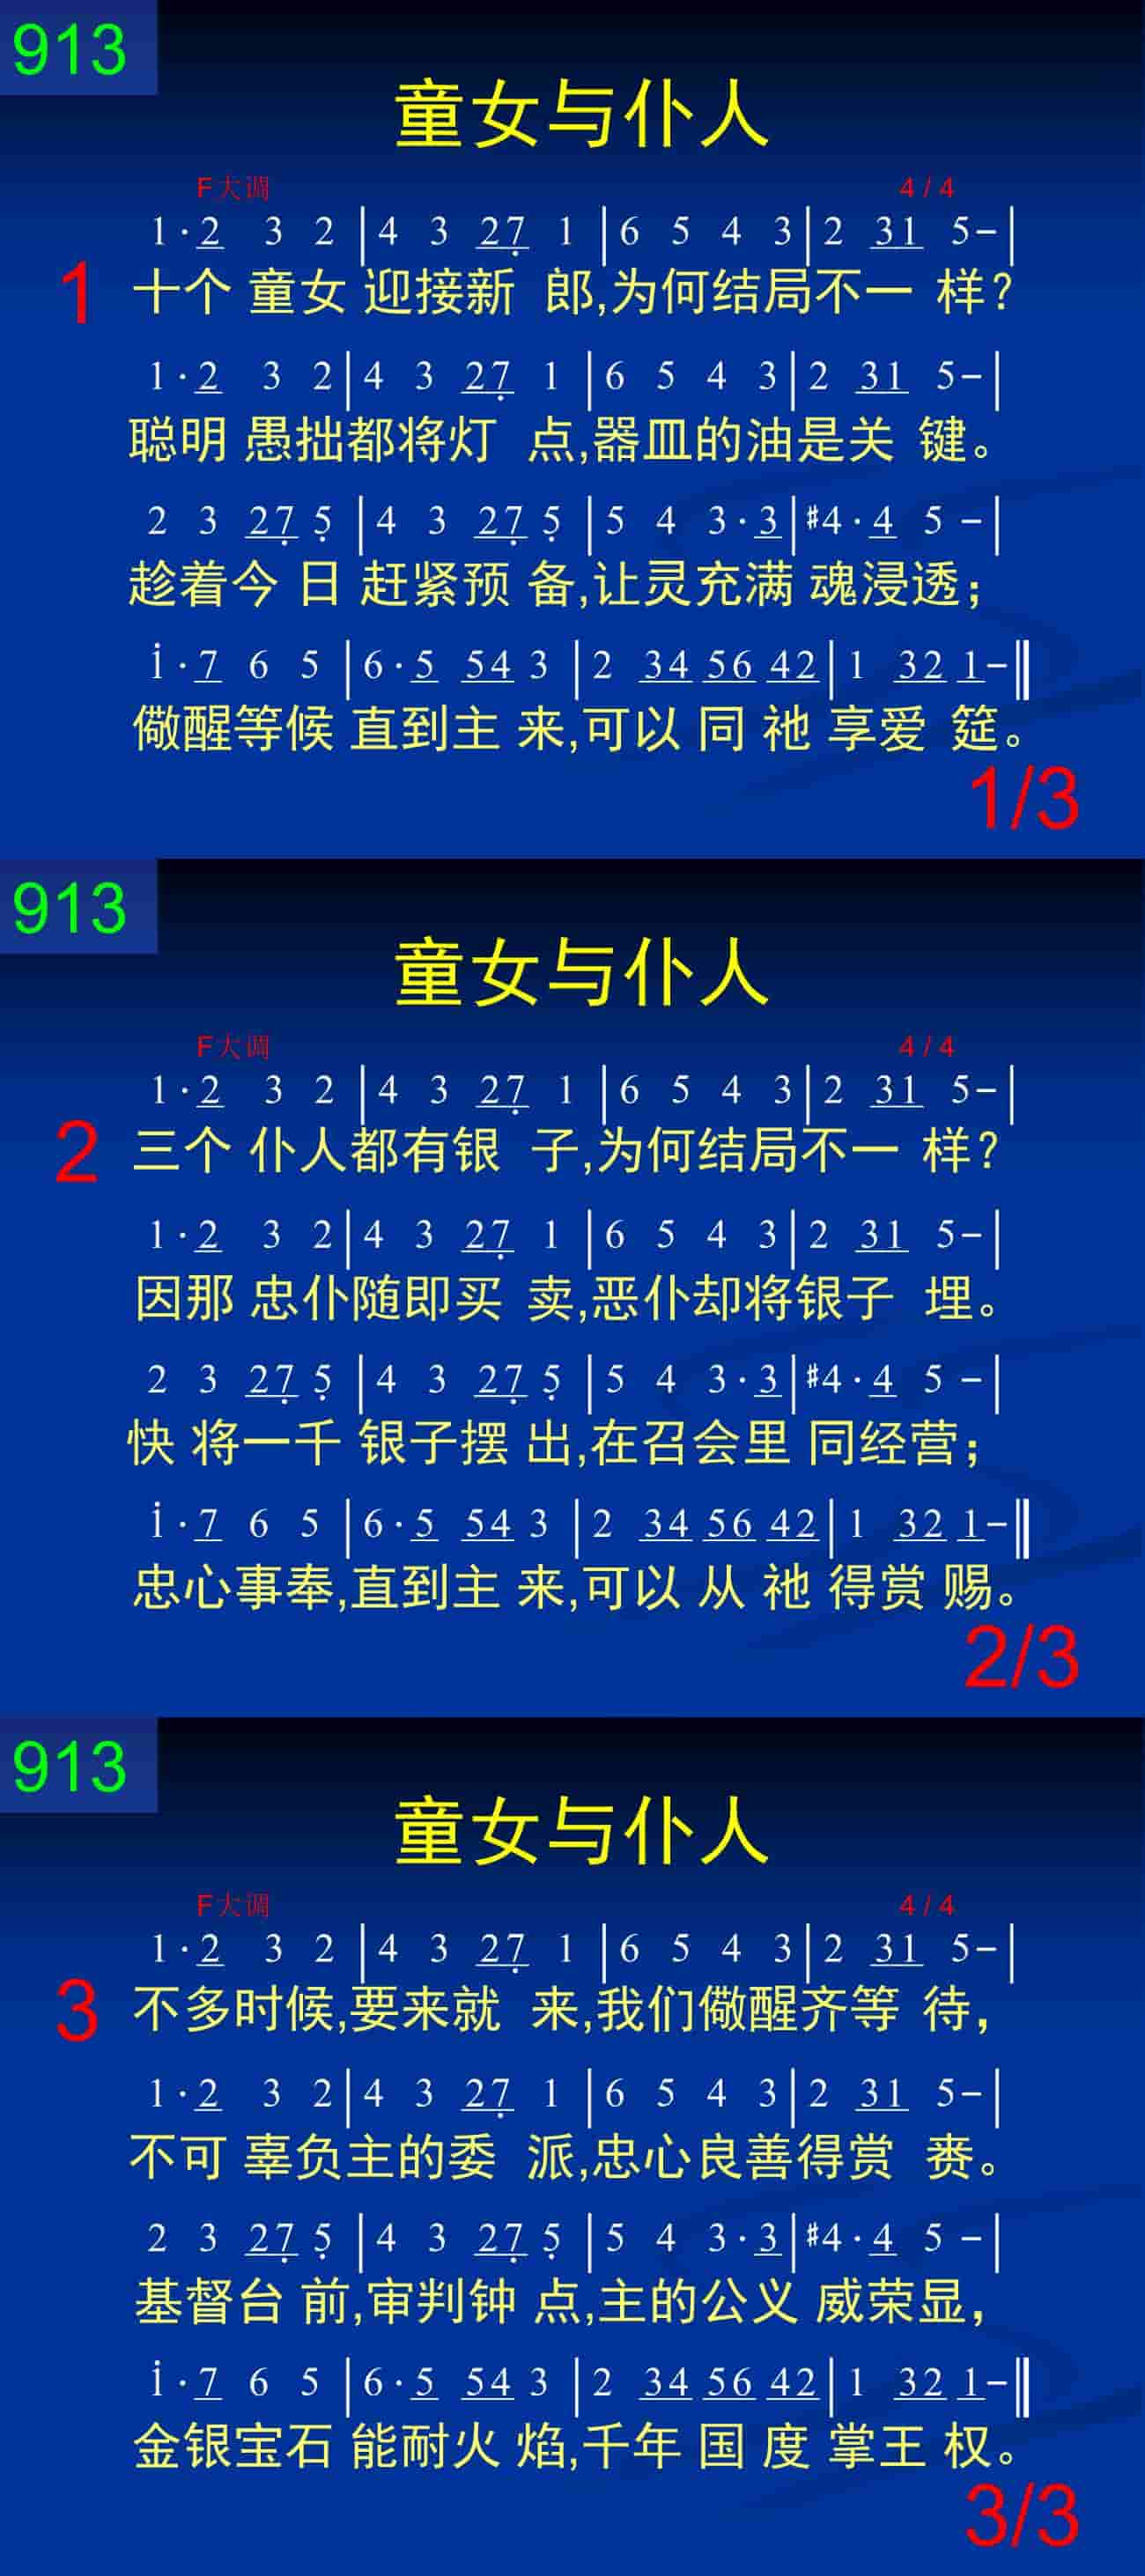 913
童女与仆人
F大调 4/4
1·2 3 2|4 3 27̣ 1|6 5 4 3|2 31 5-|
1 十个 童女 迎接新 郎,为何结局不一 样?
1·2 3 2|4 3 27̣ 1|6 5 4 3|2 31 5-|
聪明 愚拙都将灯 点,器皿的油是关 键。
2 3 27̣ 5̣|4 3 27̣ 5̣|5 4 3·3|#4·4 5 -|
趁着今 日 赶紧预 备,让灵充满 魂浸透;
i·7 6 5|6·5 54 3|2 34 56 42|1 32 1-‖
儆醒等候 直到主 来,可以 同 祂 享爱 筵。
1/3
913
童女与仆人
F大调 4/4
1·2 3 2|4 3 27̣ 1|6 5 4 3|2 31 5-|
2 三个 仆人都有银 子,为何结局不一 样?
1·2 3 2|4 3 27̣ 1|6 5 4 3|2 31 5-|
因那 忠仆随即买 卖,恶仆却将银子 埋。
2 3 27̣ 5̣|4 3 27̣ 5̣|5 4 3·3|#4·4 5 -|
快 将一千 银子摆 出,在召会里 同经营;
i·7 6 5|6·5 54 3|2 34 56 42|1 32 1-‖
忠心事奉,直到主 来,可以 从 祂 得赏 赐。
2/3
913
童女与仆人
F大调 4/4
1·2 3 2|4 3 27̣ 1|6 5 4 3|2 31 5-|
3 不多时候,要来就 来,我们儆醒齐等 待,
1·2 3 2|4 3 27̣ 1|6 5 4 3|2 31 5-|
不可 辜负主的委 派,忠心良善得赏 赉。
2 3 27̣ 5̣|4 3 27̣ 5̣|5 4 3·3|#4·4 5 -|
基督台 前,审判钟 点,主的公义 威荣显,
i·7 6 5|6·5 54 3|2 34 56 42|1 32 1-‖
金银宝石 能耐火 焰,千年 国 度 掌王 权。
3/3